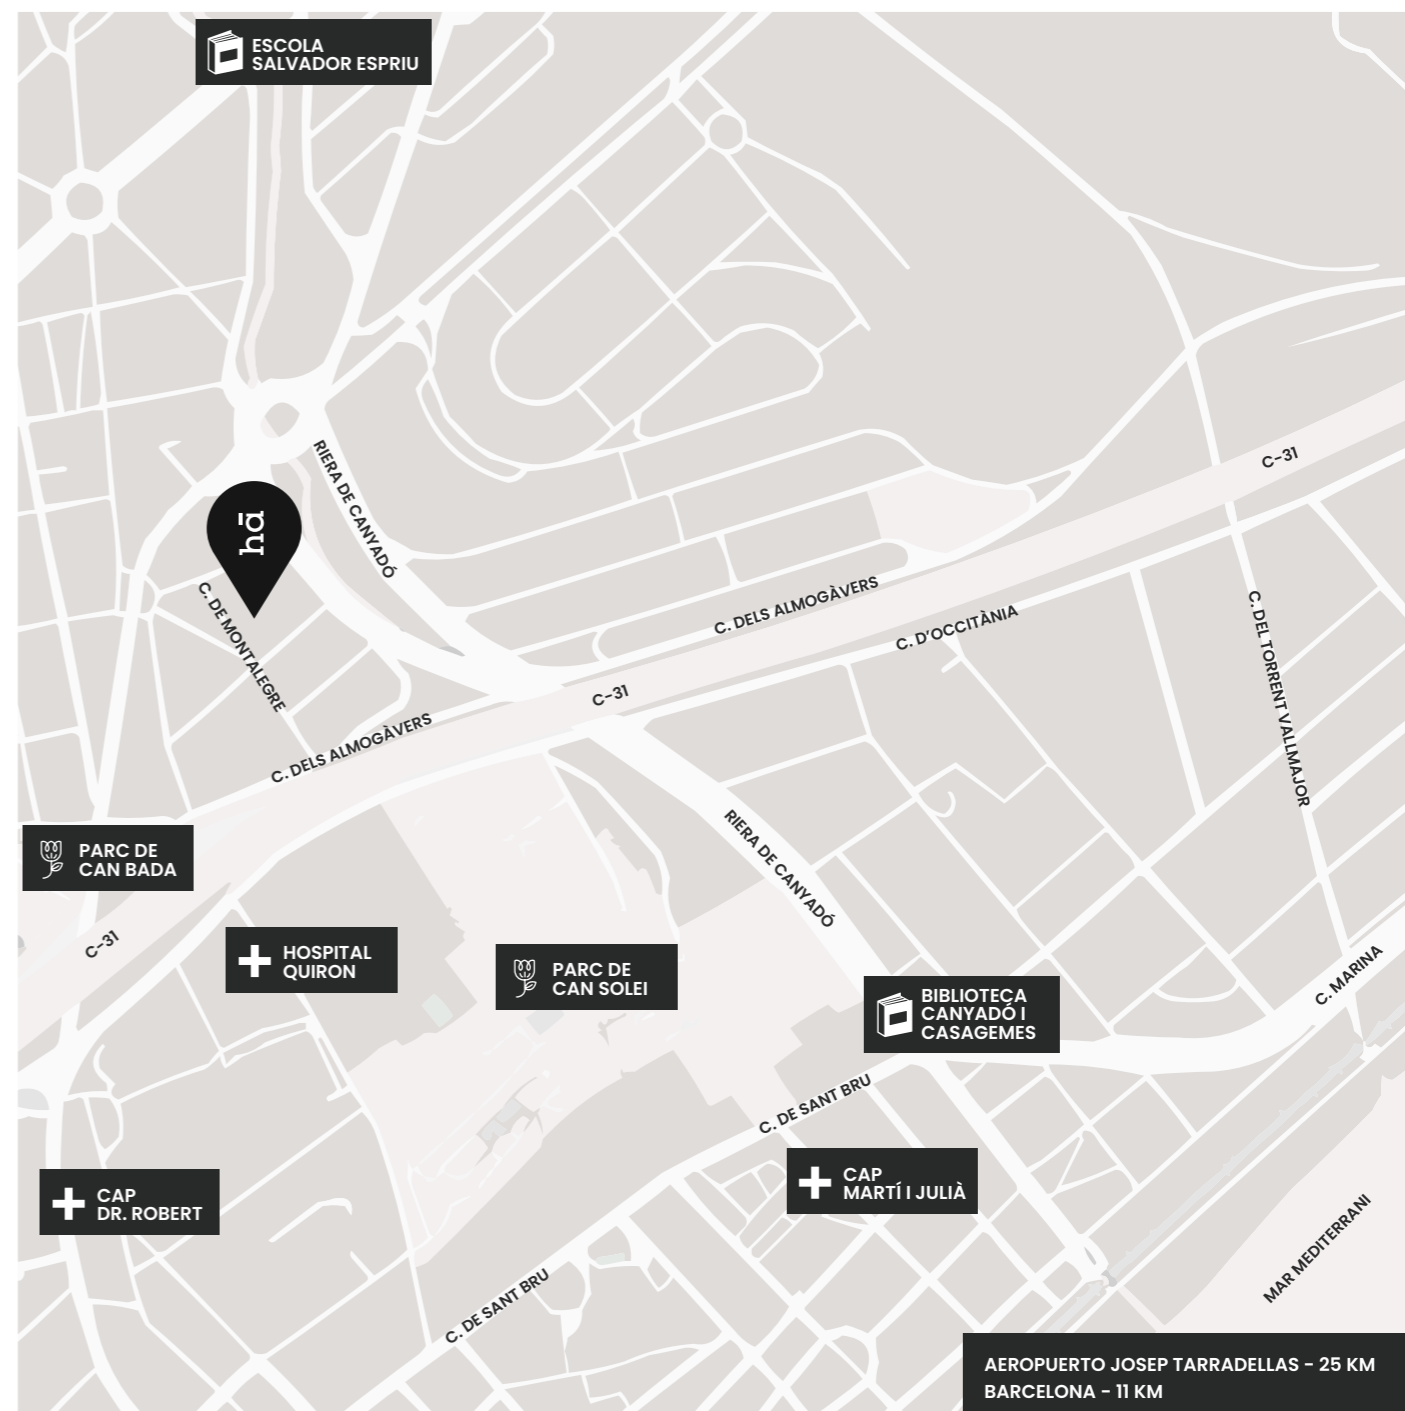 ESCOLA
SALVADOR ESPRIU
RIERA DE CANYADÓ
C-31
hā
C. DE MONTALEGRE
C. DELS ALMOGÀVERS
C. D'OCCITÀNIA
C. DEL TORRENT VALLMAJOR
C-31
C. DELS ALMOGÀVERS
RIERA DE CANYADÓ
PARC DE
CAN BADA
C-31
HOSPITAL
QUIRON
PARC DE
CAN SOLEI
BIBLIOTECA
CANYADÓ I
CASAGEMES
C. MARINA
C. DE SANT BRU
CAP
DR. ROBERT
CAP
MARTÍ I JULIÀ
MAR MEDITERRANI
C. DE SANT BRU
AEROPUERTO JOSEP TARRADELLAS - 25 KM
BARCELONA - 11 KM